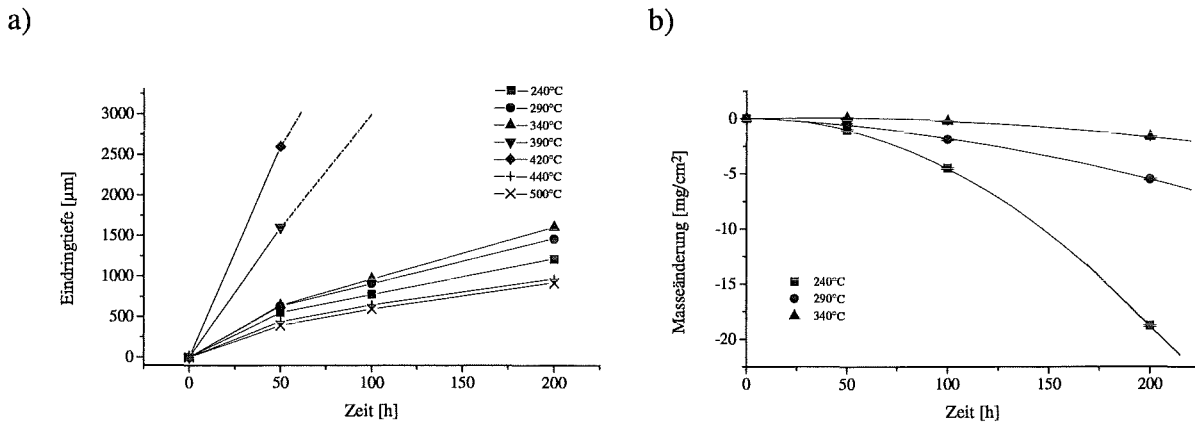 a)
Eindringtiefe [µm]
3000
2500
2000
1500
1000
500
0
0 50 100 150 200
Zeit [h]
240°C
290°C
340°C
390°C
420°C
440°C
500°C
b)
Masseänderung [mg/cm²]
0
-5
-10
-15
-20
0 50 100 150 200
Zeit [h]
240°C
290°C
340°C